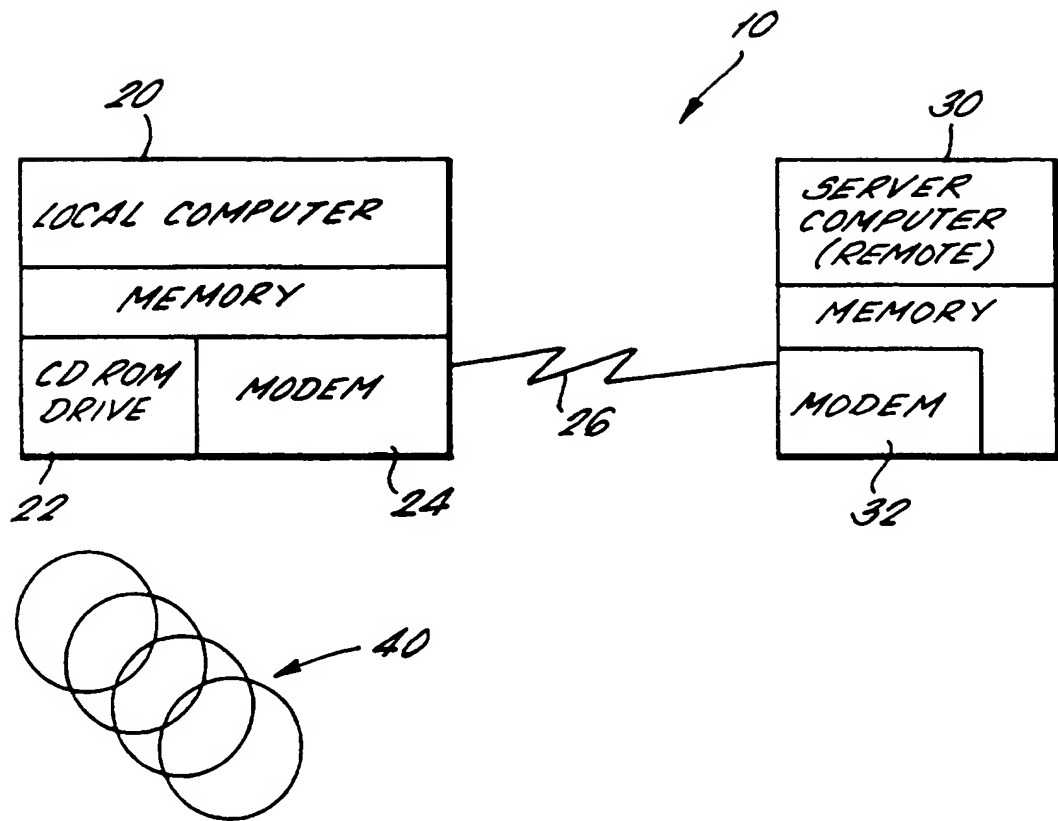 10
20
30
LOCAL COMPUTER
SERVER
COMPUTER
(REMOTE)
MEMORY
MEMORY
CD ROM
DRIVE
MODEM
MODEM
26
22
24
32
40